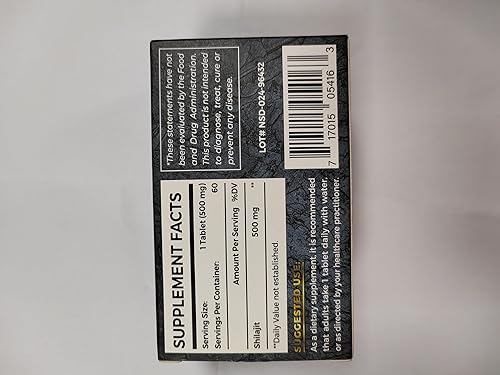 SUPPLEMENT FACTS
Serving Size: 1 Tablet (500 mg)
Servings Per Container: 60
Amount Per Serving %DV
Shilajit 500 mg **
**Daily Value not established.
SUGGESTED USE:
As a dietary supplement, it is recommended
that adults take 1 tablet daily with water.
or as directed by your healthcare practitioner.
*These statements have not
been evaluated by the Food
and Drug Administration.
This product is not intended
to diagnose, treat, cure or
prevent any disease.
LOT# NSD-024-96432
7 17015 05416 3